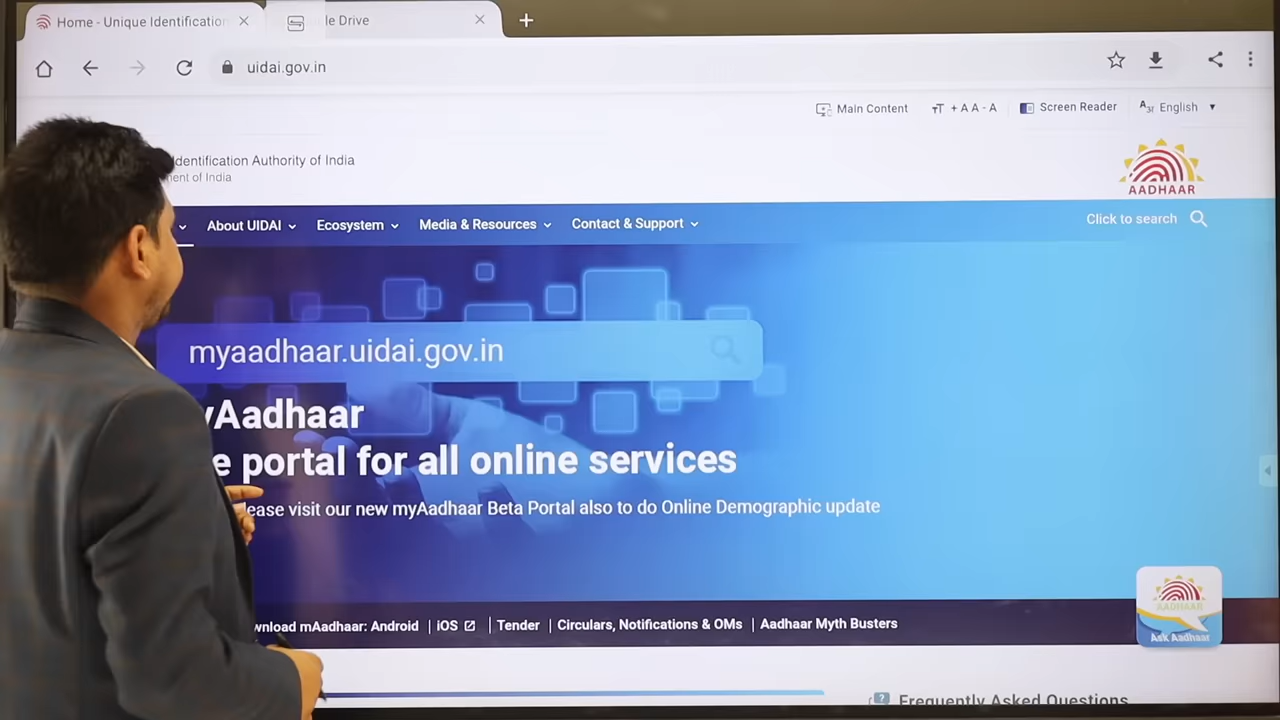 Home - Unique Identification
le Drive
uidai.gov.in
Main Content
+ A A - A
Screen Reader
English
Identification Authority of India
of India
AADHAAR
About UIDAI
Ecosystem
Media & Resources
Contact & Support
Click to search
myaadhaar.uidai.gov.in
yAadhaar
e portal for all online services
lease visit our new myAadhaar Beta Portal also to do Online Demographic update
wnload mAadhaar: Android | iOS | Tender | Circulars, Notifications & OMs | Aadhaar Myth Busters
AADHAAR
Ask Aadhaar
Frequently Asked Questions